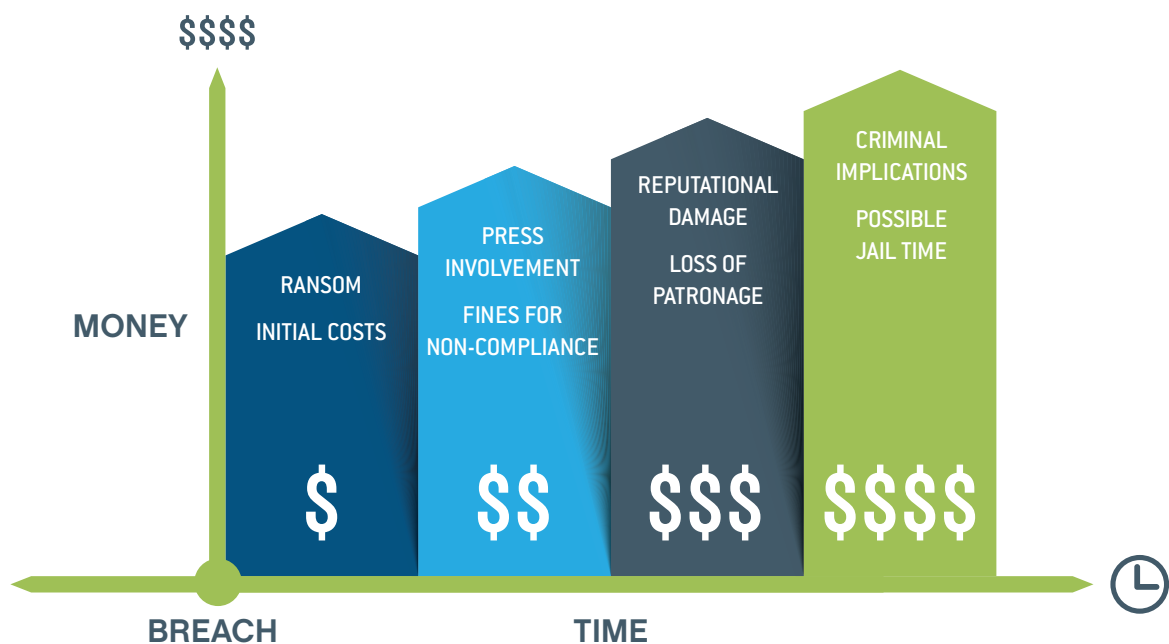 $$$$
MONEY
RANSOM
INITIAL COSTS
$
PRESS
INVOLVEMENT
FINES FOR
NON-COMPLIANCE
$$
REPUTATIONAL
DAMAGE
LOSS OF
PATRONAGE
$$$
CRIMINAL
IMPLICATIONS
POSSIBLE
JAIL TIME
$$$$
BREACH
TIME